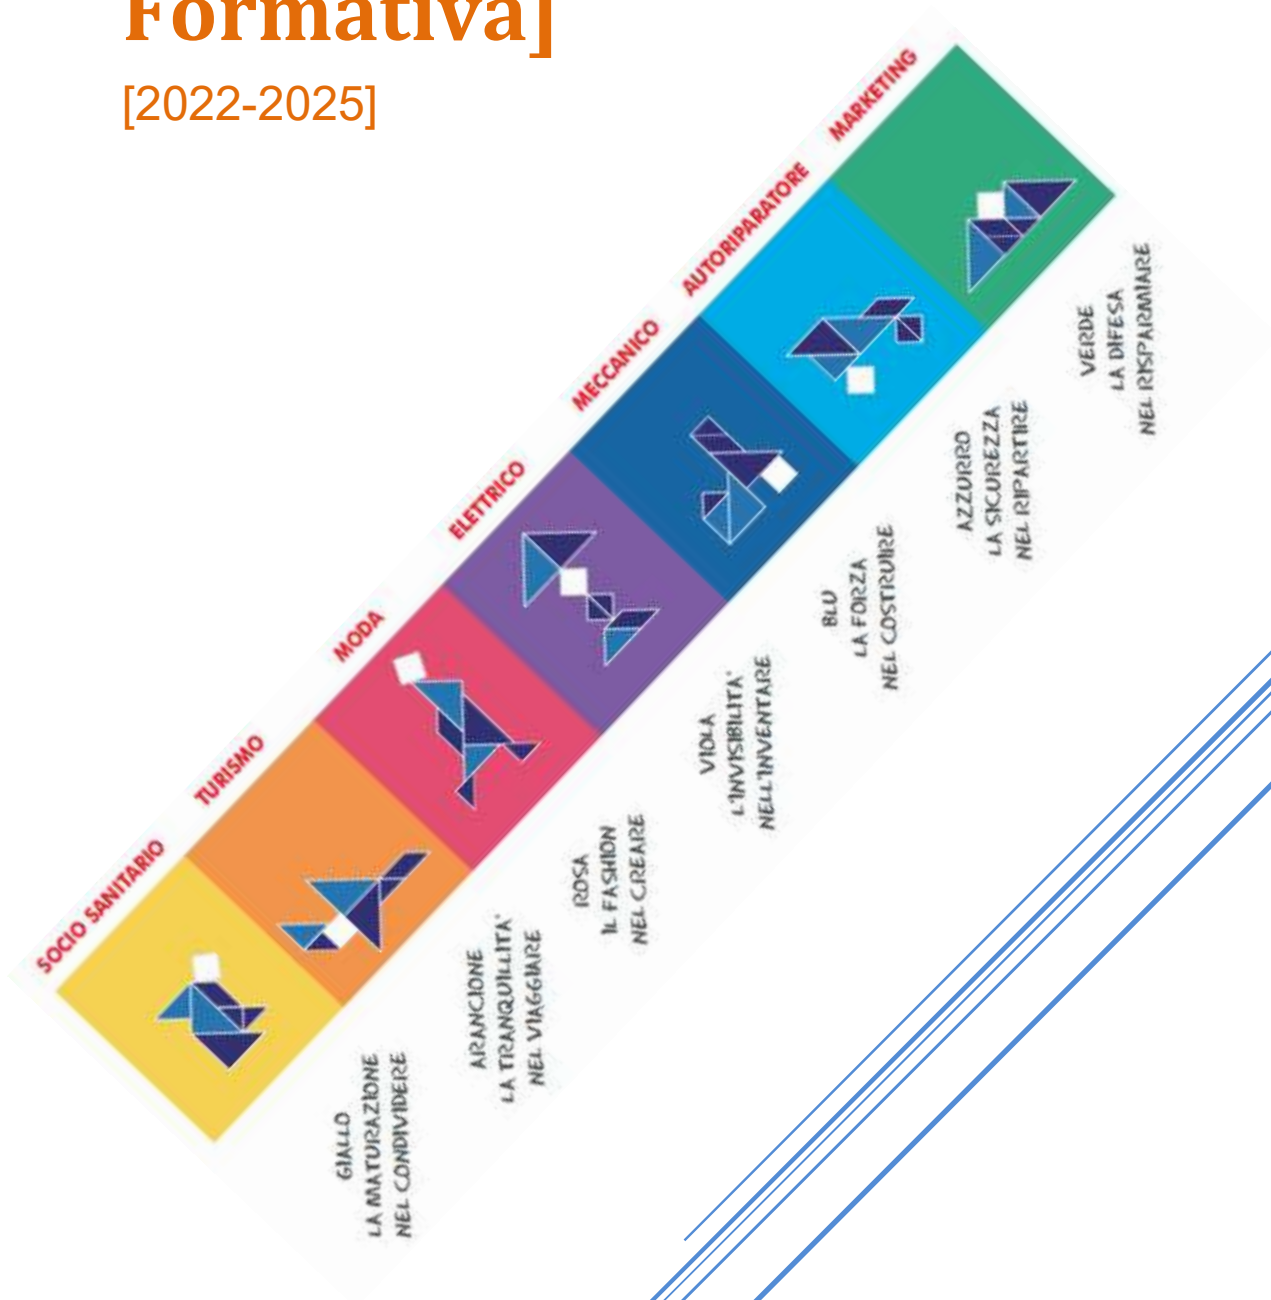 Formativa]
[2022-2025]
MARKETING
AUTORIPARATORE
MECCANICO
ELETTRICO
MODA
TURISMO
SOCIO SANITARIO
VERDE
LA DIFESA
NEL RISPARMIARE
AZZURRO
LA SICUREZZA
NEL RIPARTIRE
BLU
LA FORZA
NEL COSTRUIRE
VIOLA
L'INVISIBILITA'
NELL'INVENTARE
ROSA
IL FASHION
NEL CREARE
ARANCIONE
LA TRANQUILLITA'
NEL VIAGGIARE
GIALLO
LA MATURAZIONE
NEL CONDIVIDERE